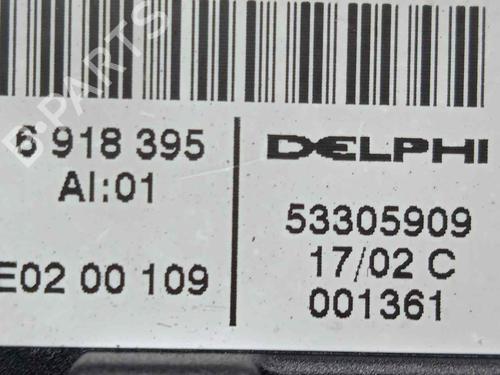 6 918 395
AI:01
E02 00 109
DELPHI
53305909
17/02 C
001361
B-PARTS